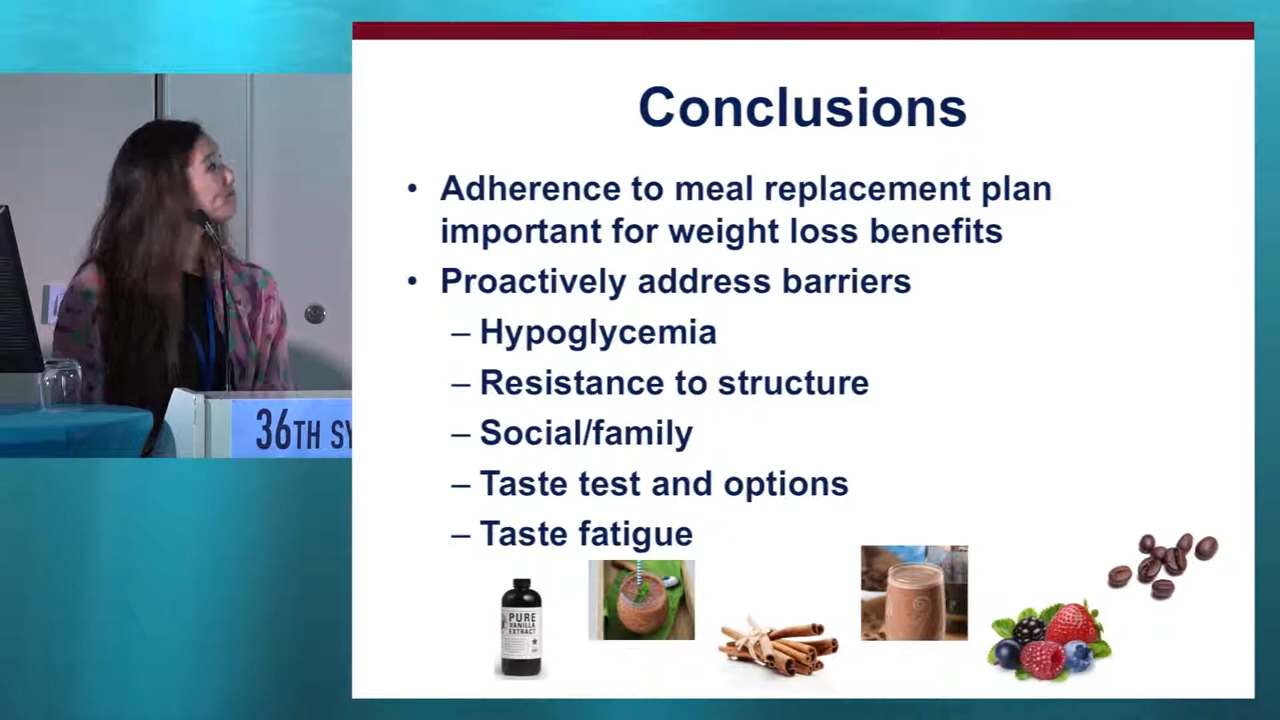 Conclusions
• Adherence to meal replacement plan
important for weight loss benefits
• Proactively address barriers
– Hypoglycemia
– Resistance to structure
– Social/family
– Taste test and options
– Taste fatigue
PURE
VANILLA
EXTRACT
36TH SY